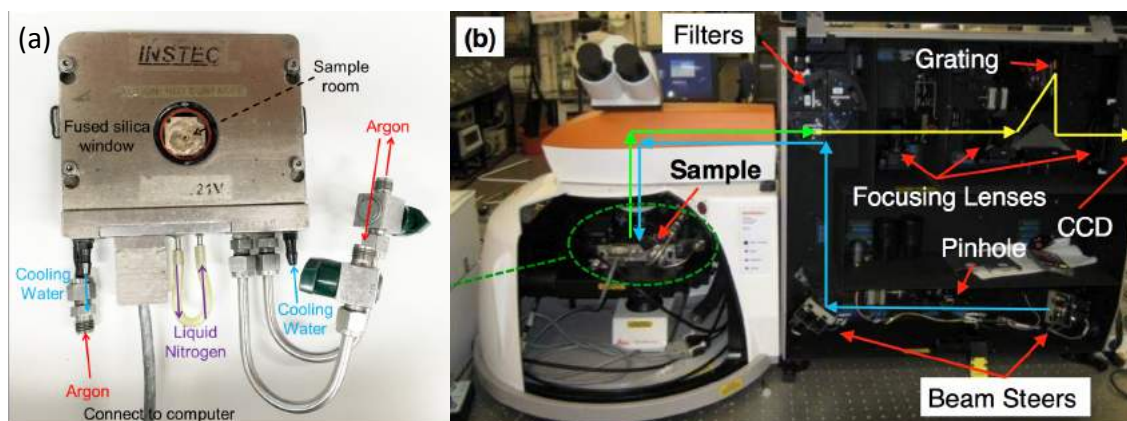 (a)
INSTEC
Sample
room
Fused silica
window
Argon
21V
Cooling
Water
Liquid
Nitrogen
Cooling
Water
Argon
Connect to computer
(b)
Filters
Grating
Sample
Focusing Lenses
CCD
Pinhole
Beam Steers